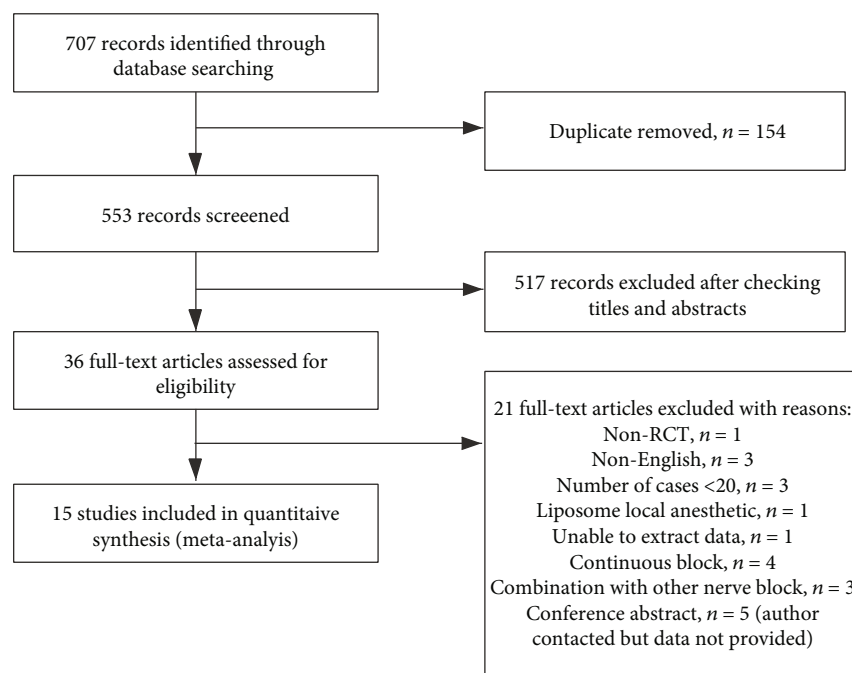 707 records identified through
database searching
Duplicate removed, n = 154
553 records screeened
517 records excluded after checking
titles and abstracts
36 full-text articles assessed for
eligibility
21 full-text articles excluded with reasons:
Non-RCT, n = 1
Non-English, n = 3
Number of cases <20, n = 3
Liposome local anesthetic, n = 1
Unable to extract data, n = 1
Continuous block, n = 4
Combination with other nerve block, n = 3
Conference abstract, n = 5 (author
contacted but data not provided)
15 studies included in quantitaive
synthesis (meta-analyis)